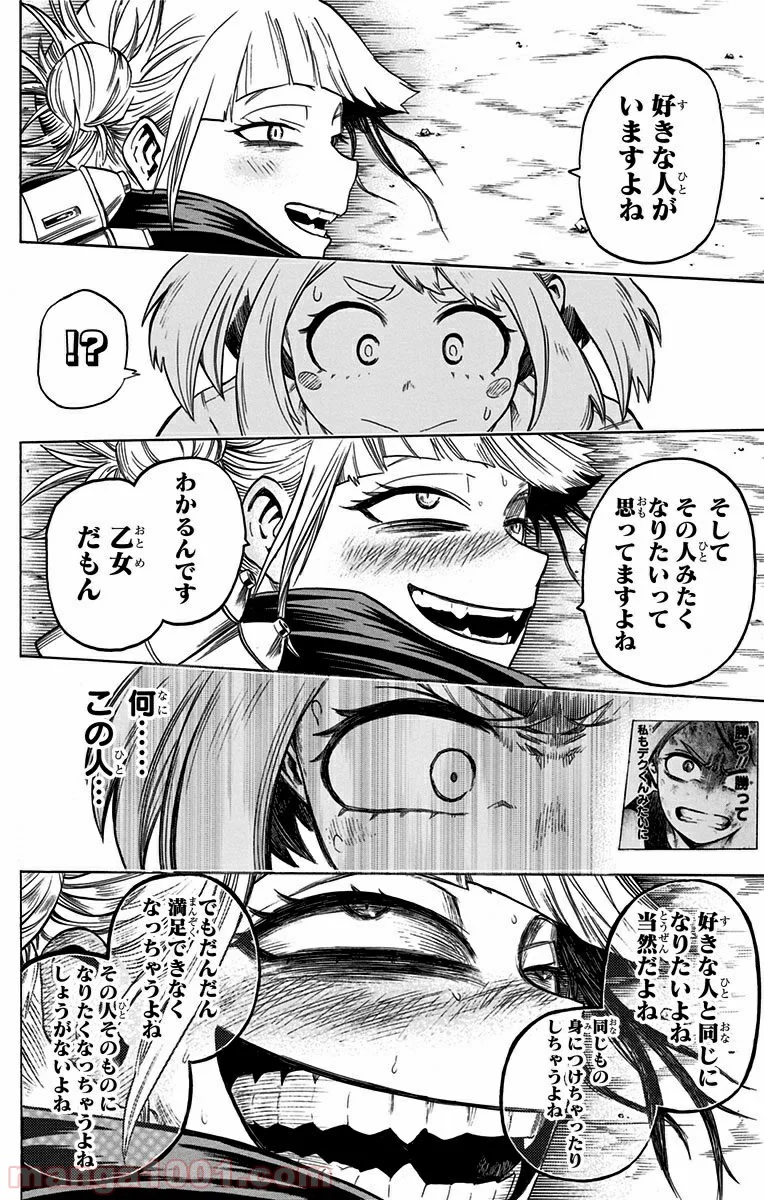 好きな人が
いますよね
!?
そして
その人みたく
なりたいって
思ってますよね
わかるんです
乙女
だもん
勝つ!!勝って
私もデクくんみたいに
何……
この人…
好きな人と同じに
なりたいよね
当然だよね
同じもの
身につけちゃったり
しちゃうよね
でもだんだん
満足できなく
なっちゃうよね
その人そのものに
なりたくなっちゃうよね
しょうがないよね
manga1001.com